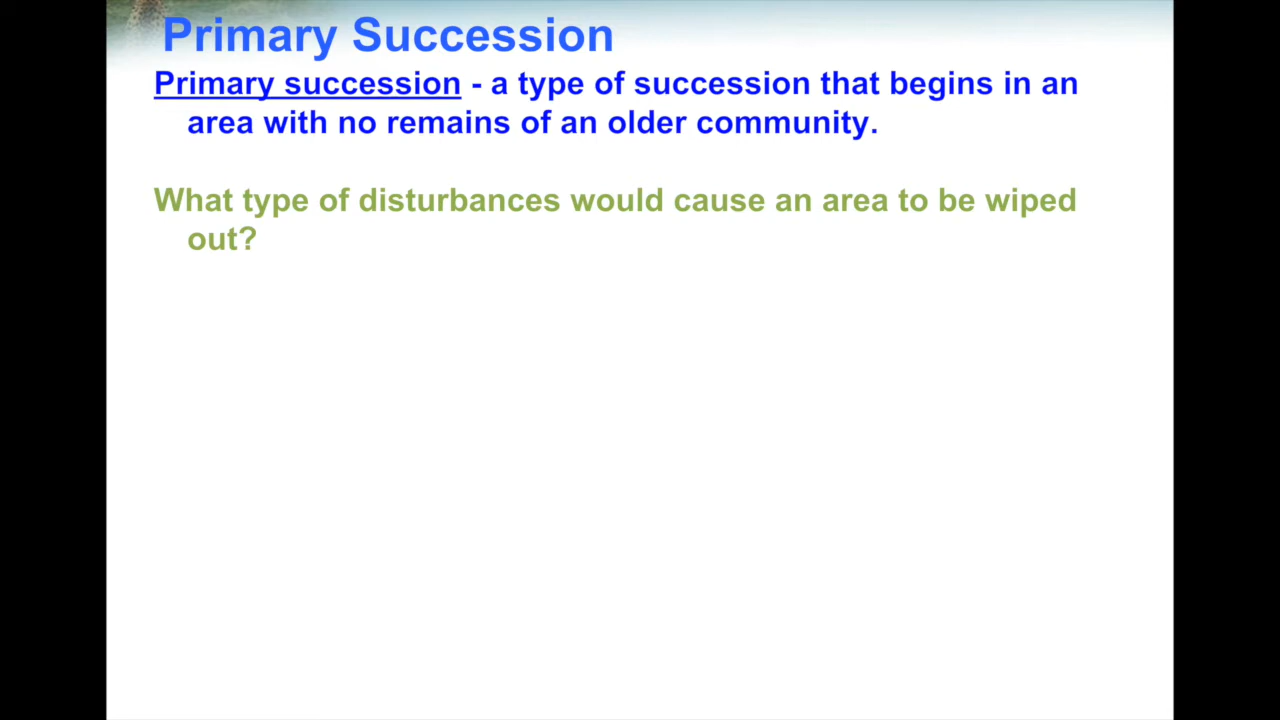 Primary Succession
Primary succession - a type of succession that begins in an
area with no remains of an older community.
What type of disturbances would cause an area to be wiped
out?